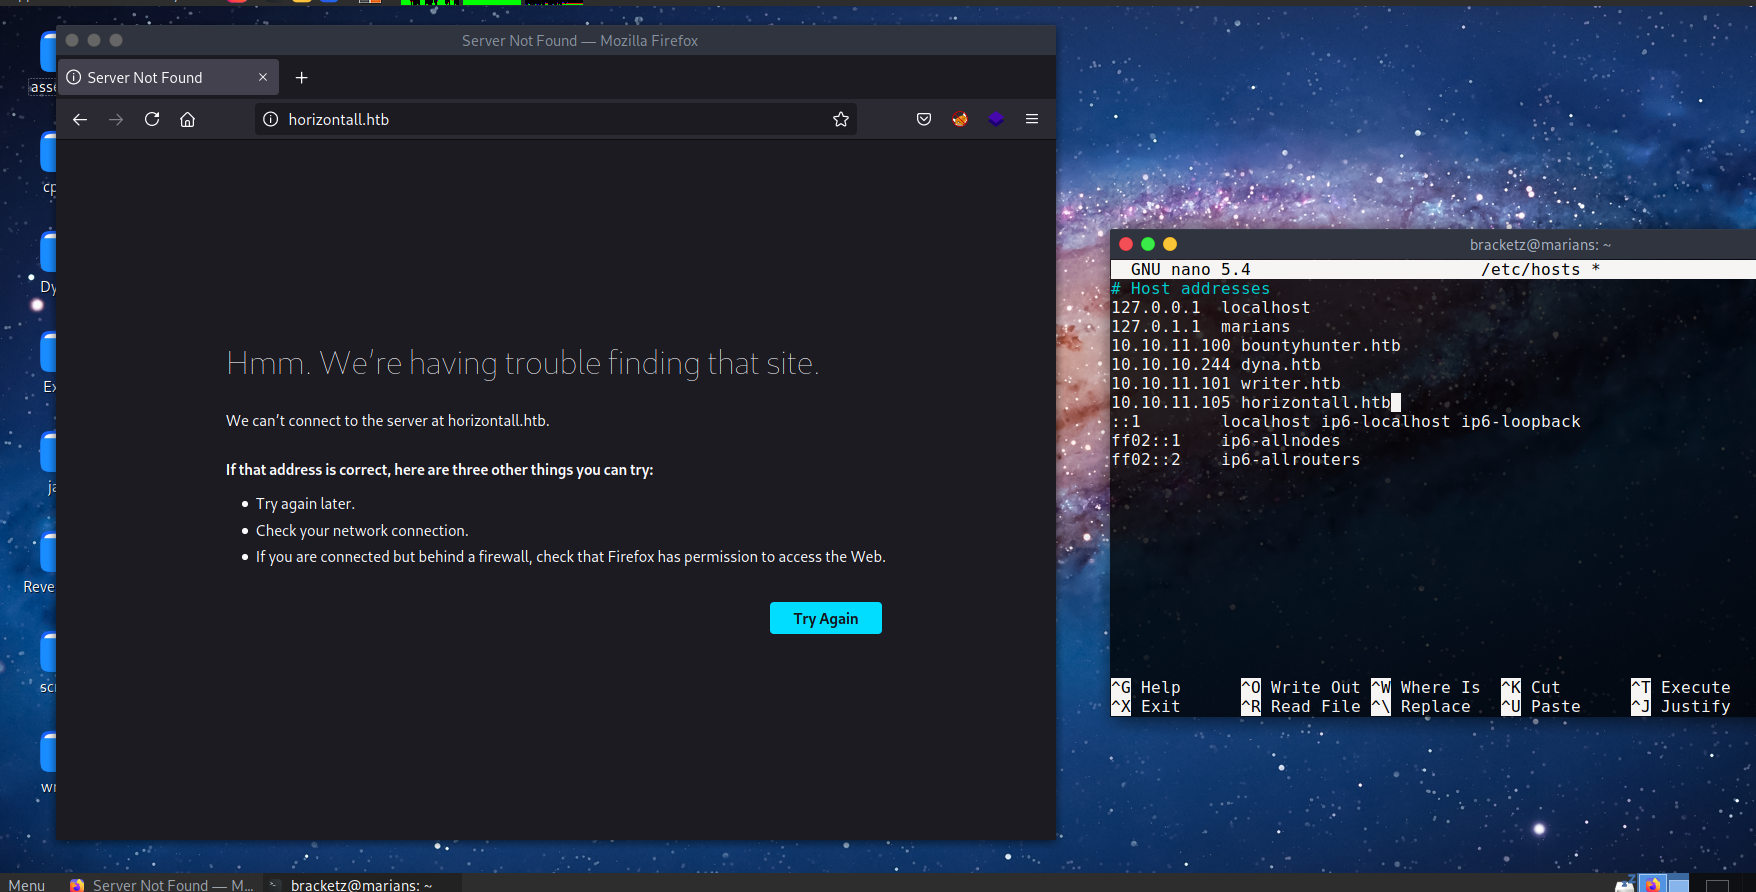 Server Not Found — Mozilla Firefox
Server Not Found
horizontall.htb
Hmm. We're having trouble finding that site.
We can't connect to the server at horizontall.htb.
If that address is correct, here are three other things you can try:
Try again later.
Check your network connection.
If you are connected but behind a firewall, check that Firefox has permission to access the Web.
Try Again
bracketz@marians: ~
GNU nano 5.4 /etc/hosts *
# Host addresses
127.0.0.1 localhost
127.0.1.1 marians
10.10.11.100 bountyhunter.htb
10.10.10.244 dyna.htb
10.10.11.101 writer.htb
10.10.11.105 horizontall.htb
::1 localhost ip6-localhost ip6-loopback
ff02::1 ip6-allnodes
ff02::2 ip6-allrouters
^G Help ^O Write Out ^W Where Is ^K Cut ^T Execute
^X Exit ^R Read File ^\ Replace ^U Paste ^J Justify
asse
cp
Dy
Ex
ja
Reve
scr
wr
Menu Server Not Found — M... bracketz@marians: ~